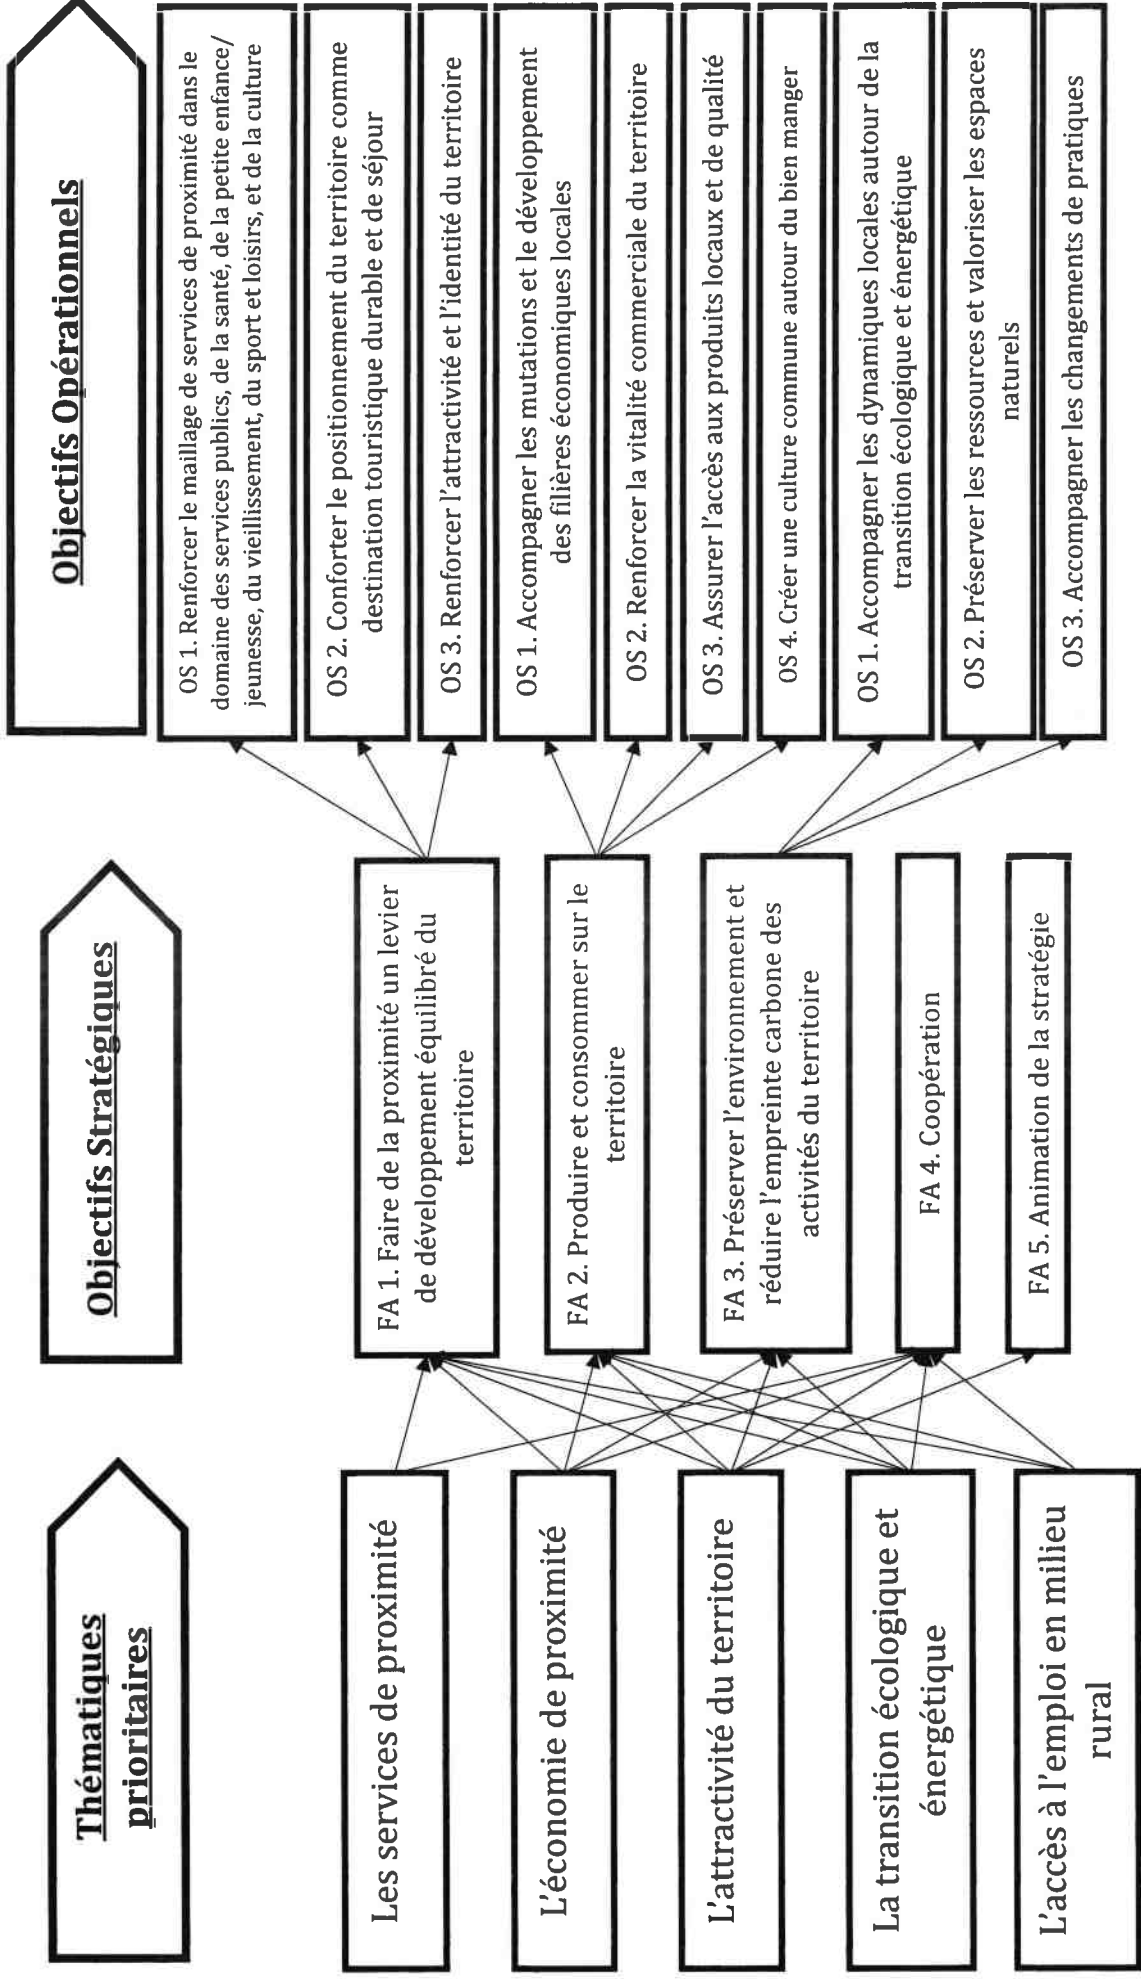 Thématiques
prioritaires
Les services de proximité
L'économie de proximité
L'attractivité du territoire
La transition écologique et
énergétique
L'accès à l'emploi en milieu
rural
Objectifs Stratégiques
FA 1. Faire de la proximité un levier
de développement équilibré du
territoire
FA 2. Produire et consommer sur le
territoire
FA 3. Préserver l'environnement et
réduire l'empreinte carbone des
activités du territoire
FA 4. Coopération
FA 5. Animation de la stratégie
Objectifs Opérationnels
OS 1. Renforcer le maillage de services de proximité dans le
domaine des services publics, de la santé, de la petite enfance/
jeunesse, du vieillissement, du sport et loisirs, et de la culture
OS 2. Conforter le positionnement du territoire comme
destination touristique durable et de séjour
OS 3. Renforcer l'attractivité et l'identité du territoire
OS 1. Accompagner les mutations et le développement
des filières économiques locales
OS 2. Renforcer la vitalité commerciale du territoire
OS 3. Assurer l'accès aux produits locaux et de qualité
OS 4. Créer une culture commune autour du bien manger
OS 1. Accompagner les dynamiques locales autour de la
transition écologique et énergétique
OS 2. Préserver les ressources et valoriser les espaces
naturels
OS 3. Accompagner les changements de pratiques